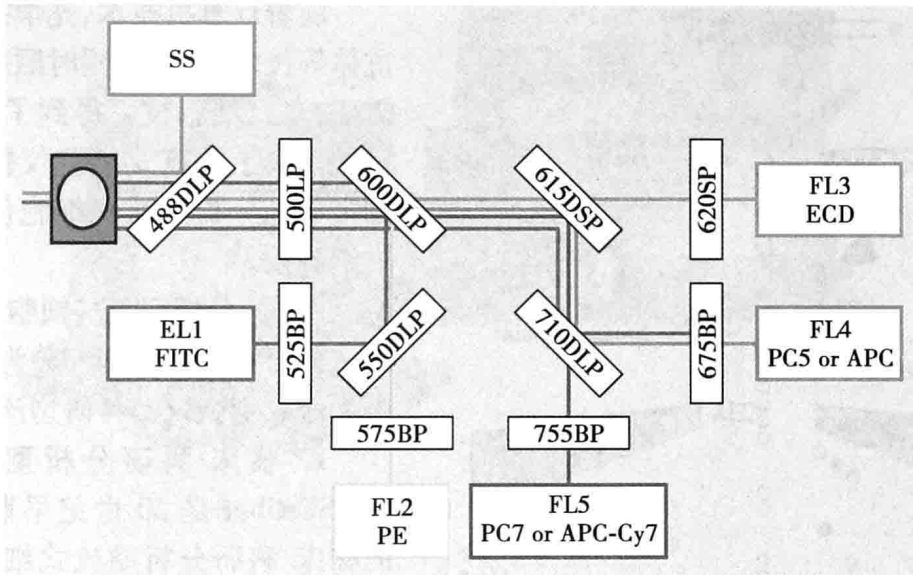 SS
488DLP
500LP
600DLP
615DSP
620SP
FL3
ECD
EL1
FITC
525BP
550DLP
710DLP
675BP
FL4
PC5 or APC
575BP
755BP
FL2
PE
FL5
PC7 or APC-Cy7